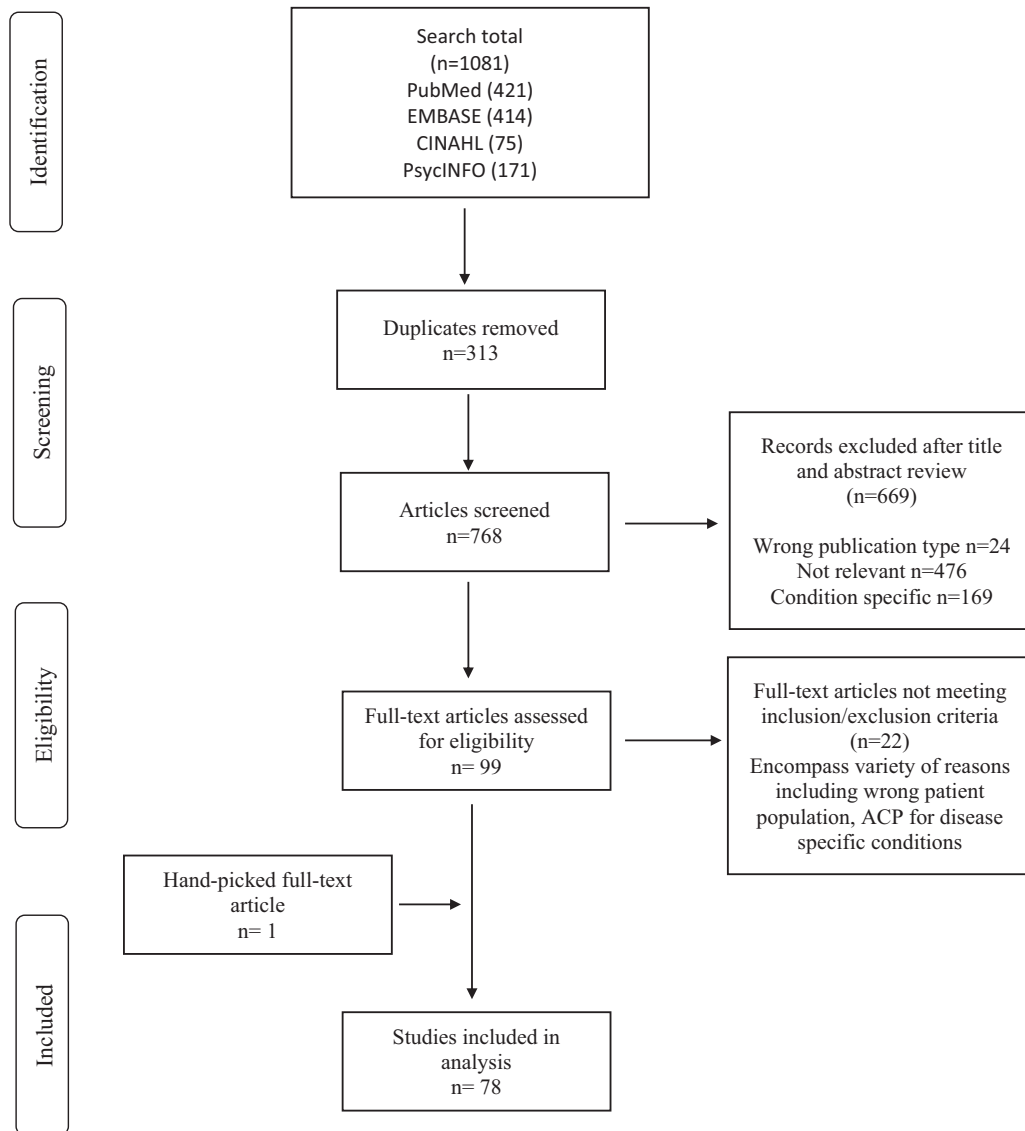 Identification
Search total
(n=1081)
PubMed (421)
EMBASE (414)
CINAHL (75)
PsycINFO (171)
Screening
Duplicates removed
n=313
Articles screened
n=768
Records excluded after title
and abstract review
(n=669)
Wrong publication type n=24
Not relevant n=476
Condition specific n=169
Eligibility
Full-text articles assessed
for eligibility
n= 99
Full-text articles not meeting
inclusion/exclusion criteria
(n=22)
Encompass variety of reasons
including wrong patient
population, ACP for disease
specific conditions
Hand-picked full-text
article
n= 1
Included
Studies included in
analysis
n= 78